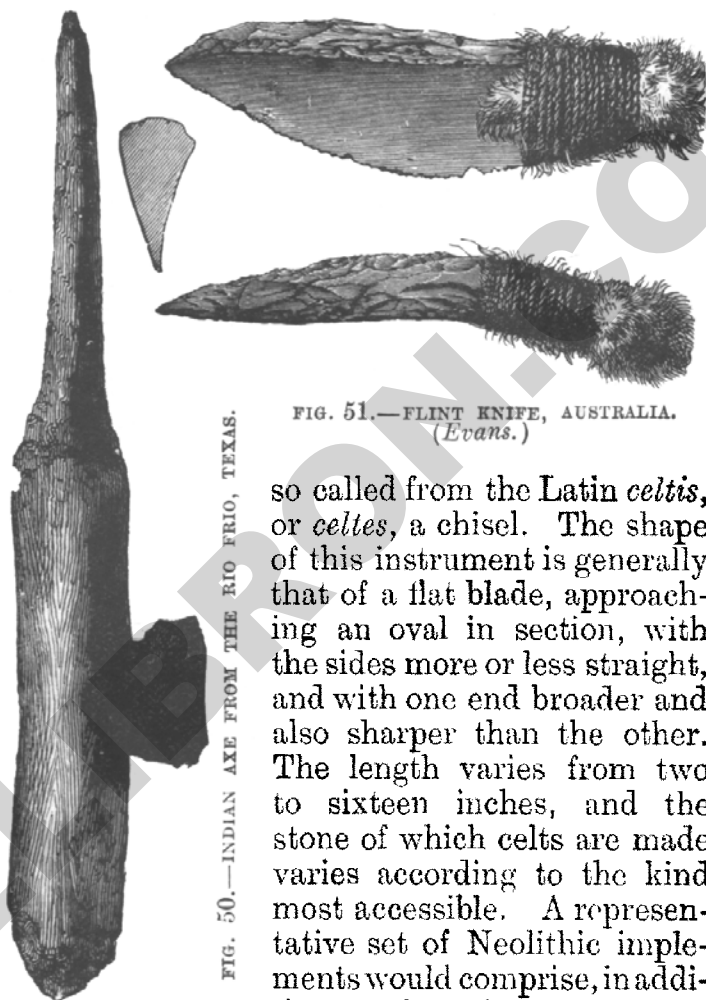 FIG. 51.—FLINT KNIFE, AUSTRALIA.
(Evans.)
FIG. 50.—INDIAN AXE FROM THE RIO FRIO, TEXAS.
so called from the Latin celtis,
or celtes, a chisel. The shape
of this instrument is generally
that of a flat blade, approach-
ing an oval in section, with
the sides more or less straight,
and with one end broader and
also sharper than the other.
The length varies from two
to sixteen inches, and the
stone of which celts are made
varies according to the kind
most accessible. A represen-
tative set of Neolithic imple-
ments would comprise, in addi-